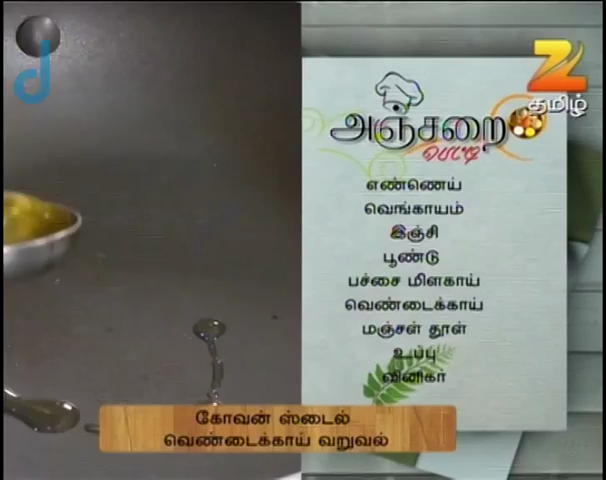 தமிழ்
அஞ்சறை
பெட்டி
எண்ணெய்
வெங்காயம்
இஞ்சி
பூண்டு
பச்சை மிளகாய்
வெண்டைக்காய்
மஞ்சள் தூள்
உப்பு
வினிகா
கோவன் ஸ்டைல்
வெண்டைக்காய் வறுவல்